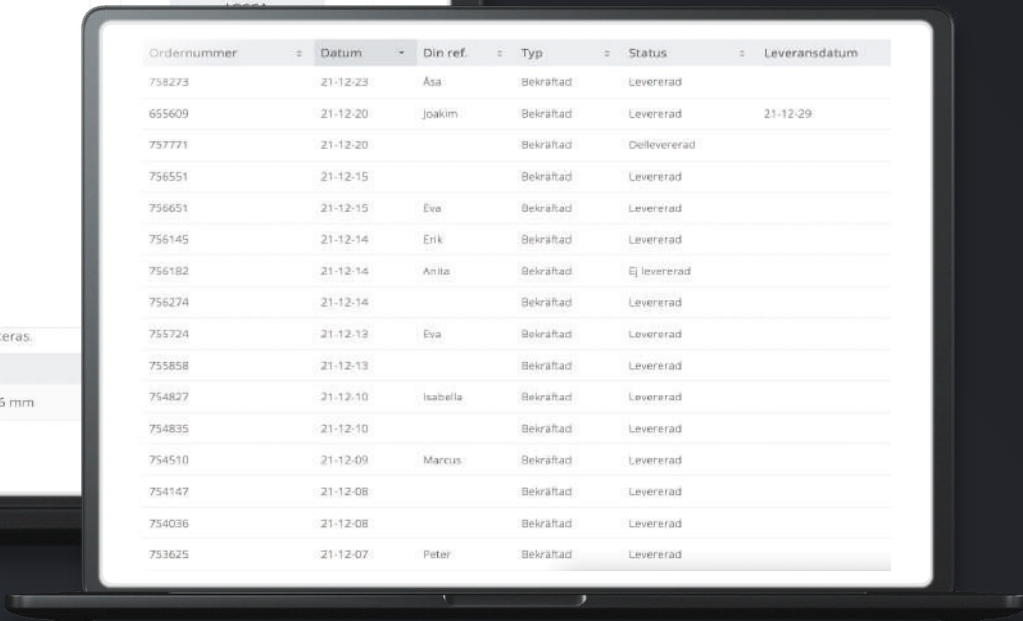 Ordernummer Datum Din ref. Typ Status Leveransdatum
758273 21-12-23 Åsa Bekräftad Levererad
655609 21-12-20 Joakim Bekräftad Levererad 21-12-29
757771 21-12-20 Bekräftad Dellevererad
756551 21-12-15 Bekräftad Levererad
756651 21-12-15 Eva Bekräftad Levererad
756145 21-12-14 Erik Bekräftad Levererad
756182 21-12-14 Anita Bekräftad Ej levererad
756274 21-12-14 Bekräftad Levererad
755724 21-12-13 Eva Bekräftad Levererad
755858 21-12-13 Bekräftad Levererad
754827 21-12-10 Isabella Bekräftad Levererad
754835 21-12-10 Bekräftad Levererad
754510 21-12-09 Marcus Bekräftad Levererad
754147 21-12-08 Bekräftad Levererad
754036 21-12-08 Bekräftad Levererad
753625 21-12-07 Peter Bekräftad Levererad
teras.
6 mm